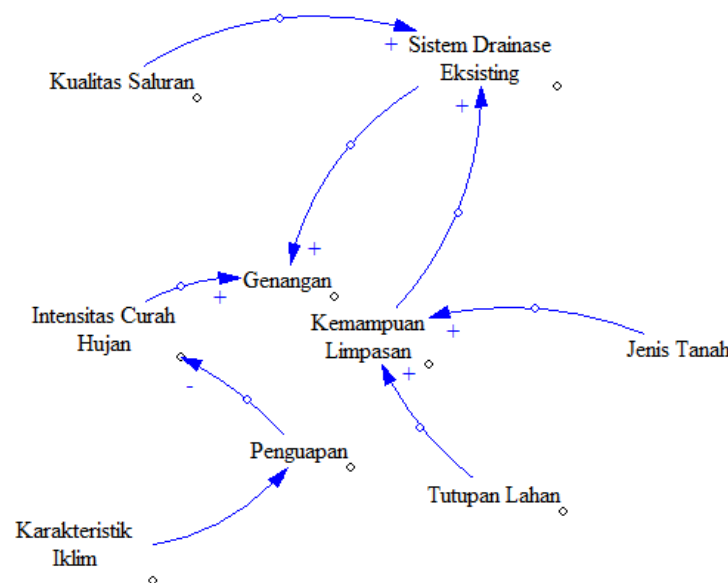 Sistem Drainase
Eksisting
+
Kualitas Saluran
+
+
Genangan
+
Intensitas Curah
Hujan
Kemampuan
Limpasan
+
Jenis Tanah
+
-
Penguapan
Tutupan Lahan
Karakteristik
Iklim